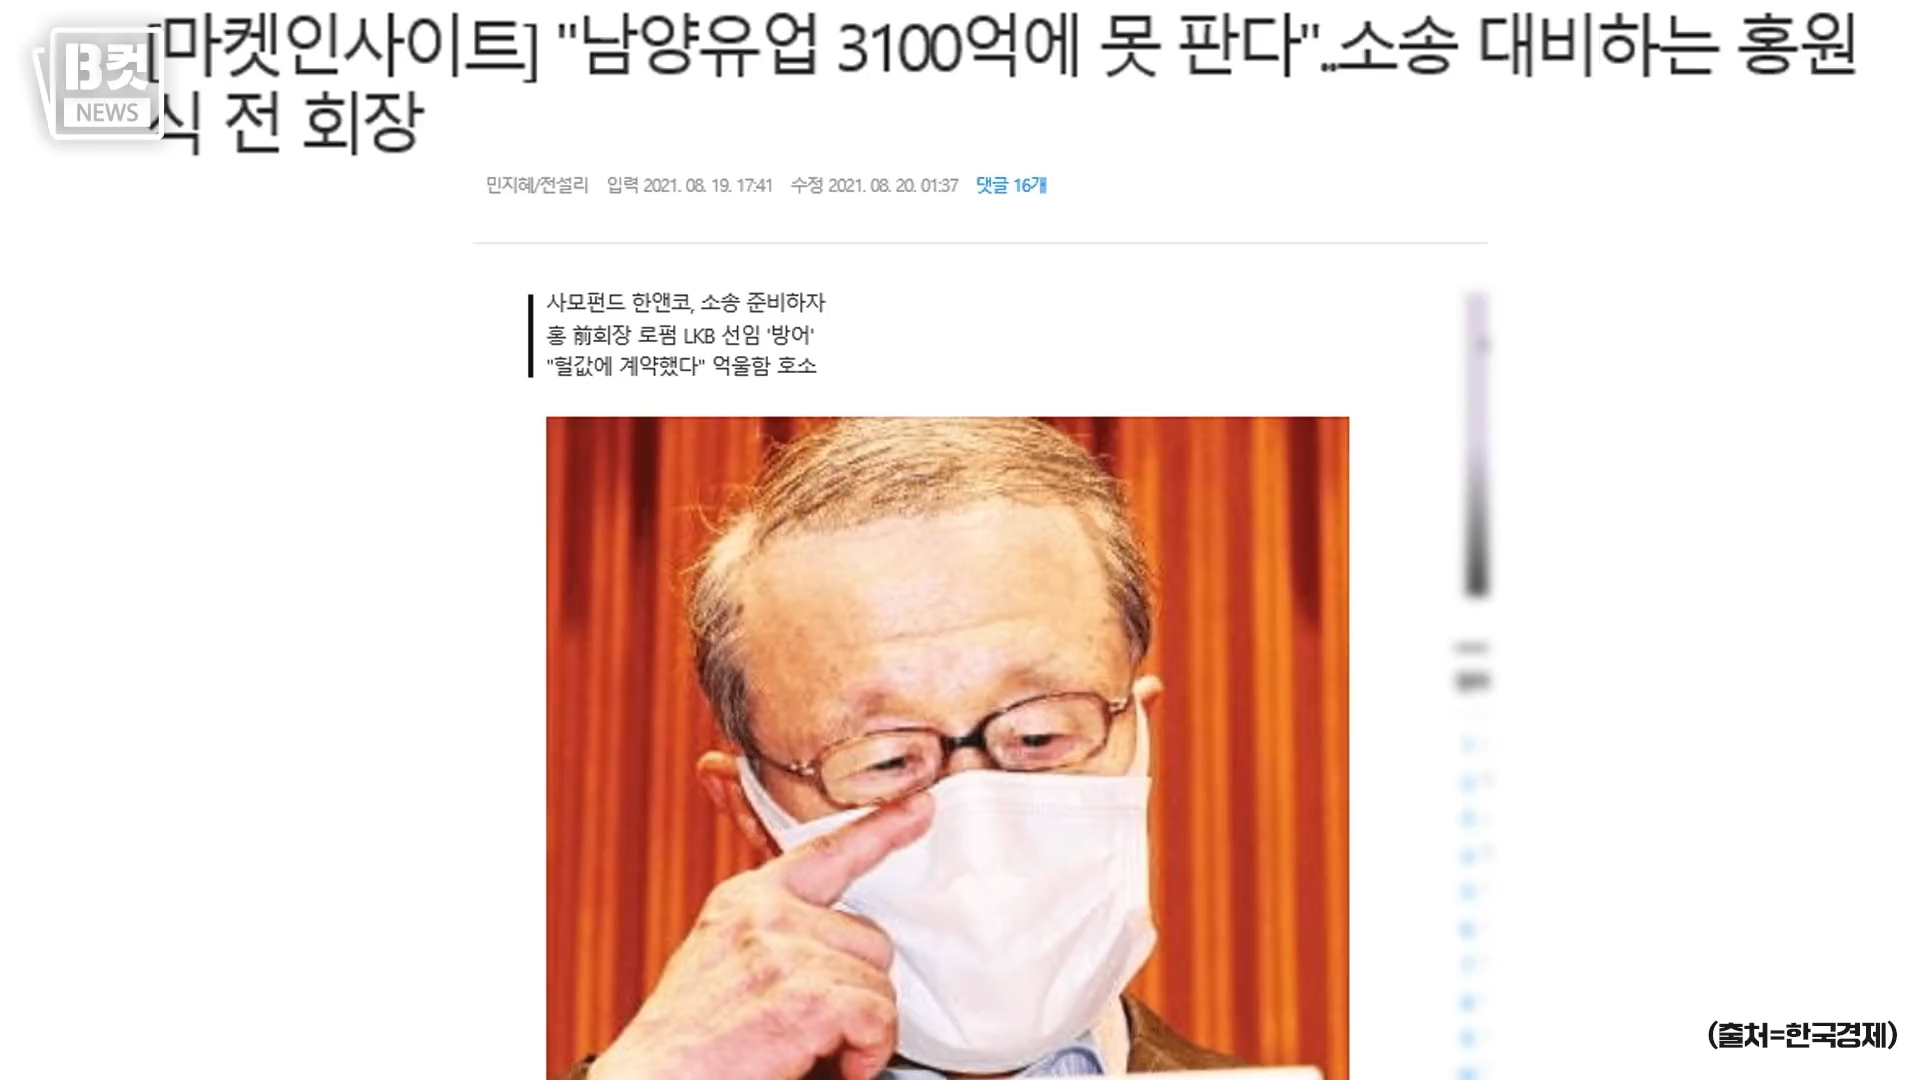 B컷
NEWS
[마켓인사이트] "남양유업 3100억에 못 판다"..소송 대비하는 홍원
식 전 회장
민지혜/전설리 입력 2021. 08. 19. 17:41 수정 2021. 08. 20. 01:37 댓글 16개
사모펀드 한앤코, 소송 준비하자
홍 前회장 로펌 LKB 선임 '방어'
"헐값에 계약했다" 억울함 호소
(출처=한국경제)